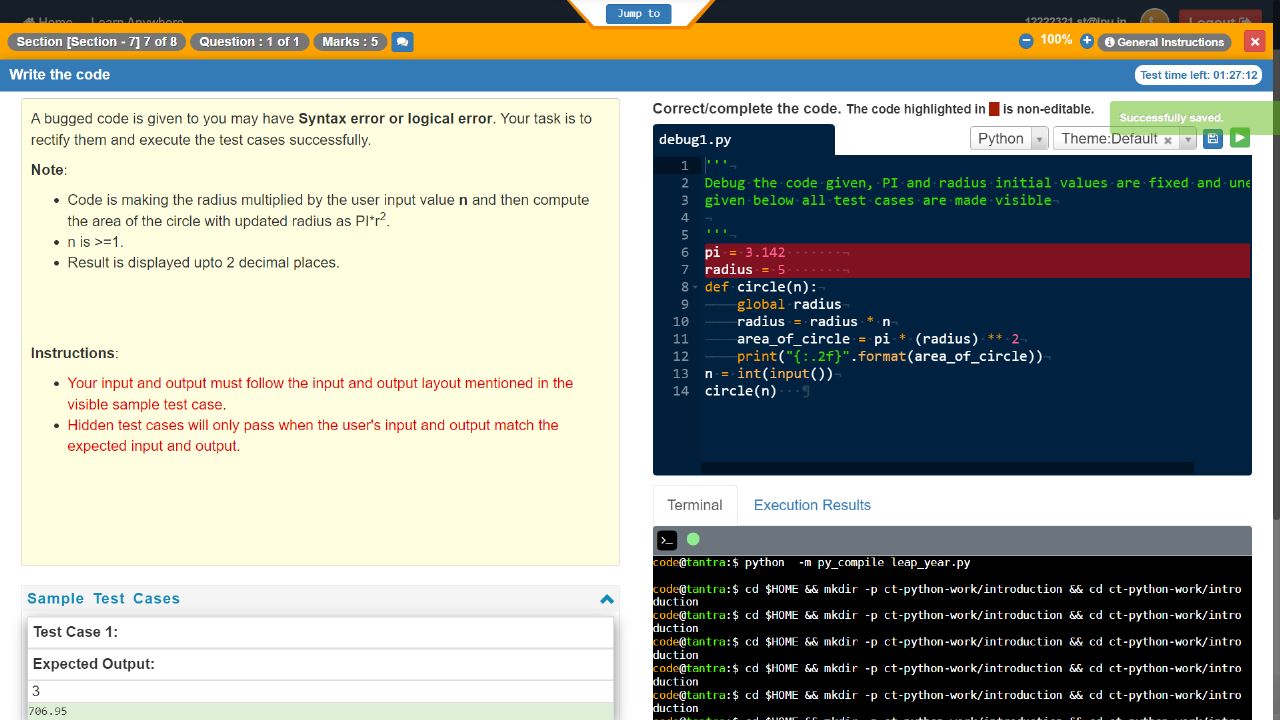 Home Learn Anywhere
Jump to
12222321.st@lpu.in
Logout
Section [Section - 7] 7 of 8
Question : 1 of 1
Marks : 5
100%
General Instructions
Write the code
Test time left: 01:27:12
A bugged code is given to you may have Syntax error or logical error. Your task is to
rectify them and execute the test cases successfully.
Note:
Code is making the radius multiplied by the user input value n and then compute
the area of the circle with updated radius as PI*r2.
n is >=1.
Result is displayed upto 2 decimal places.
Instructions:
Your input and output must follow the input and output layout mentioned in the
visible sample test case.
Hidden test cases will only pass when the user's input and output match the
expected input and output.
Sample Test Cases
Test Case 1:
Expected Output:
3
706.95
Correct/complete the code. The code highlighted in is non-editable.
Successfully saved.
debug1.py
Python
Theme:Default
1 '''
2 Debug the code given, PI and radius initial values are fixed and une
3 given below all test cases are made visible
4
5 '''
6 pi = 3.142
7 radius = 5
8 def circle(n):
9 global radius
10 radius = radius * n
11 area_of_circle = pi * (radius) ** 2
12 print("{:.2f}".format(area_of_circle))
13 n = int(input())
14 circle(n)
Terminal
Execution Results
code@tantra:$ python -m py_compile leap_year.py
code@tantra:$ cd $HOME && mkdir -p ct-python-work/introduction && cd ct-python-work/intro
duction
code@tantra:$ cd $HOME && mkdir -p ct-python-work/introduction && cd ct-python-work/intro
duction
code@tantra:$ cd $HOME && mkdir -p ct-python-work/introduction && cd ct-python-work/intro
duction
code@tantra:$ cd $HOME && mkdir -p ct-python-work/introduction && cd ct-python-work/intro
duction
code@tantra:$ cd $HOME && mkdir -p ct-python-work/introduction && cd ct-python-work/intro
duction